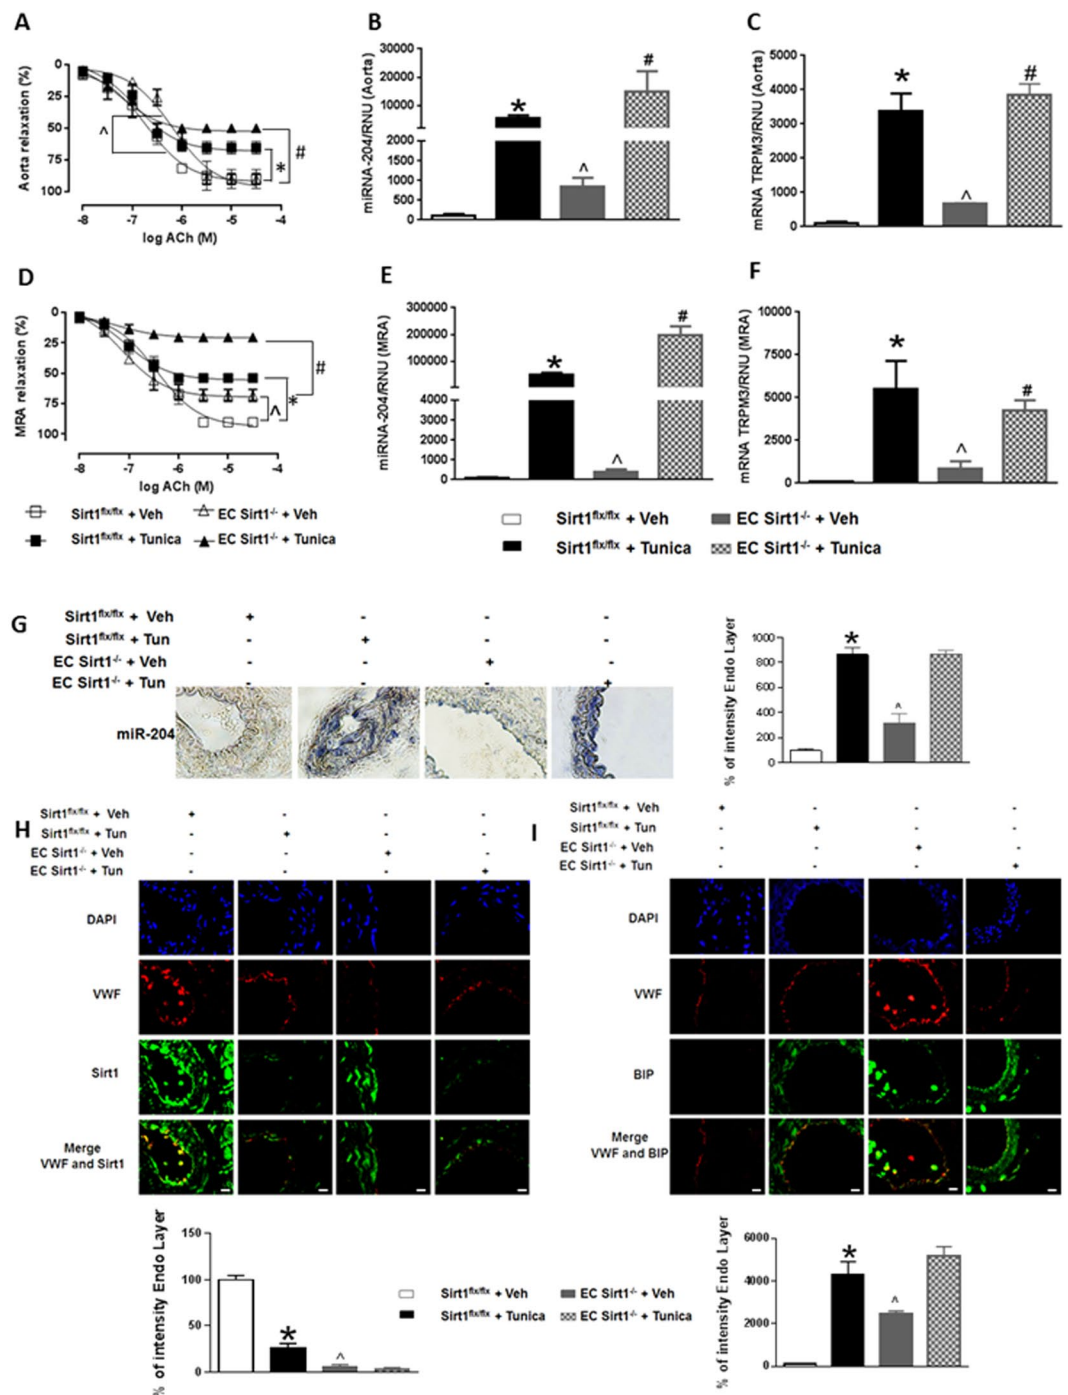 A
Aorta relaxation (%)
0
25
50
75
100
^
#
*
-8 -7 -6 -5 -4
log ACh (M)
B
miRNA-204/RNU (Aorta)
30000
20000
10000
2000
1500
1000
500
0
*
^
#
C
mRNA TRPM3/RNU (Aorta)
5000
4000
3000
2000
1000
0
*
^
#
D
MRA relaxation (%)
0
25
50
75
100
#
^ *
-8 -7 -6 -5 -4
log ACh (M)
Sirt1flx/flx + Veh EC Sirt1-/- + Veh
Sirt1flx/flx + Tunica EC Sirt1-/- + Tunica
E
miRNA-204/RNU (MRA)
300000
200000
100000
4000
3000
2000
1000
0
*
^
#
F
mRNA TRPM3/RNU (MRA)
10000
7500
5000
2500
0
*
^
#
Sirt1flx/flx + Veh EC Sirt1-/- + Veh
Sirt1flx/flx + Tunica EC Sirt1-/- + Tunica
G
Sirt1flx/flx + Veh + - - -
Sirt1flx/flx + Tun - + - -
EC Sirt1-/- + Veh - - + -
EC Sirt1-/- + Tun - - - +
miR-204
% of intensity Endo Layer
1000
800
600
400
200
0
*
^
H
Sirt1flx/flx + Veh + - - -
Sirt1flx/flx + Tun - + - -
EC Sirt1-/- + Veh - - + -
EC Sirt1-/- + Tun - - - +
DAPI
VWF
Sirt1
Merge
VWF and Sirt1
% of intensity Endo Layer
150
100
50
0
*
^
Sirt1flx/flx + Veh EC Sirt1-/- + Veh
Sirt1flx/flx + Tunica EC Sirt1-/- + Tunica
I
Sirt1flx/flx + Veh + - - -
Sirt1flx/flx + Tun - + - -
EC Sirt1-/- + Veh - - + -
EC Sirt1-/- + Tun - - - +
DAPI
VWF
BIP
Merge
VWF and BIP
% of intensity Endo Layer
6000
4000
2000
0
*
^